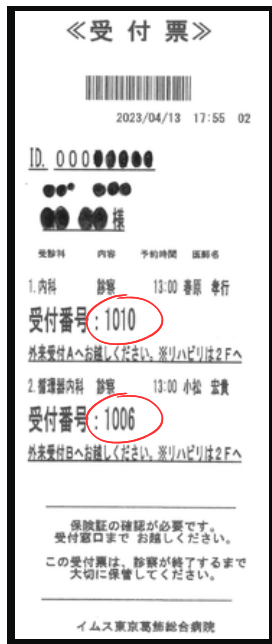 ≪受 付 票≫
2023/04/13 17:55 02
ID. 000
様
受診科 内容 予約時間 医師名
1.内科 診察 13:00 春原 孝行
受付番号:1010
外来受付Aへお越しください。※リハビリは2Fへ
2.循環器内科 診察 13:00 小松 宏貴
受付番号:1006
外来受付Bへお越しください。※リハビリは2Fへ
保険証の確認が必要です。
受付窓口まで お越しください。
この受付票は、診察が終了するまで
大切に保管してください。
イムス東京葛飾総合病院